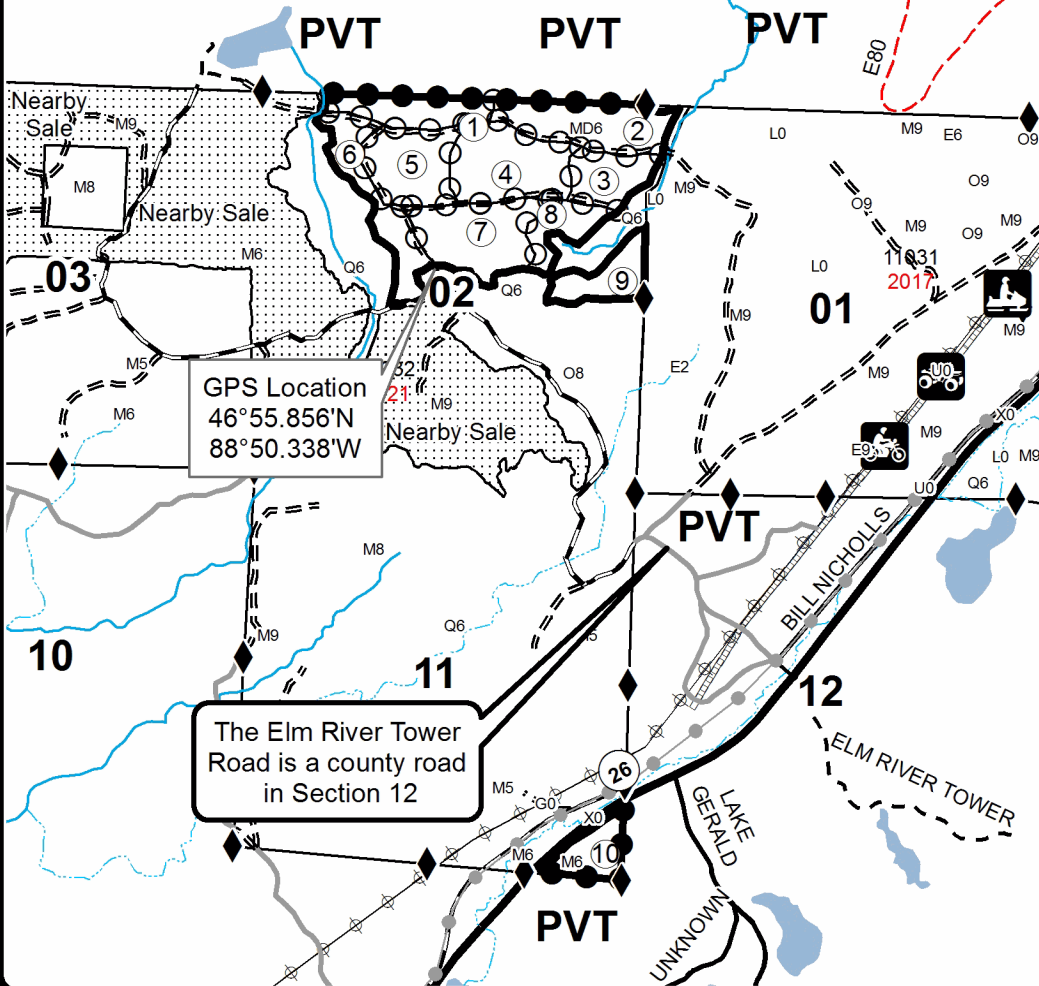 PVT
PVT
PVT
E80
Nearby
Sale
M9
M8
Nearby Sale
M6
03
1
MD6
2
6
5
4
3
8
7
Q6
L0
M9
L0
M9
E6
O9
O9
O9
M9
O9
M9
11031
2017
L0
01
M9
M9
Q6
02
Q6
9
M5
GPS Location
46°55.856'N
88°50.338'W
21
M9
Nearby Sale
O8
E2
M9
U0
E9
M9
X0
L0
M9
Q6
U0
M6
PVT
BILL NICHOLLS
M8
Q6
M9
10
11
12
The Elm River Tower
Road is a county road
in Section 12
26
M5
G0
X0
M6
M6
10
PVT
LAKE
GERALD
UNKNOWN
ELM RIVER TOWER